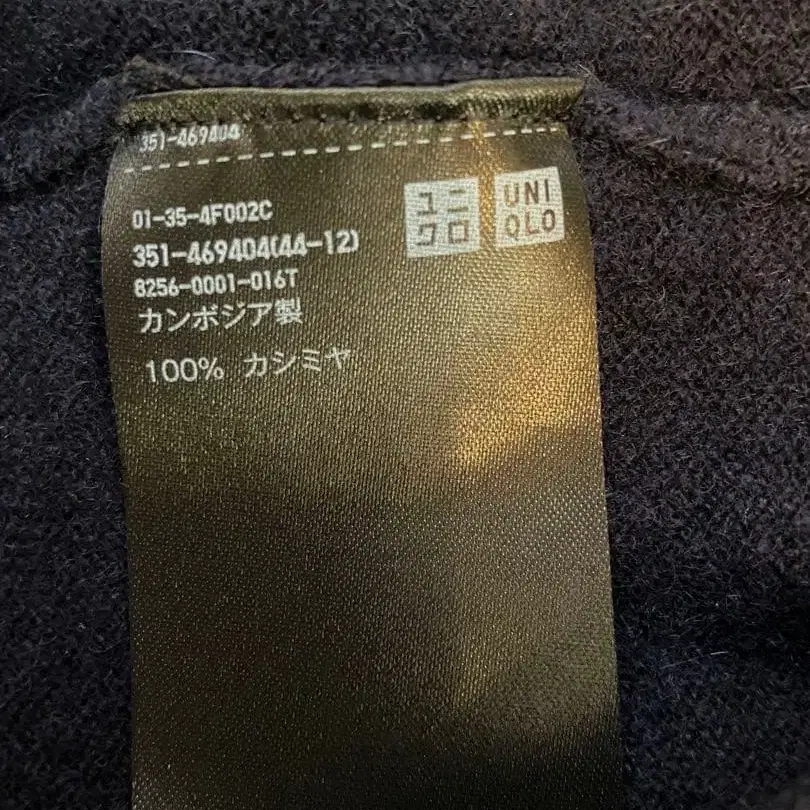 351-469404
ユニ
クロ
UNI
QLO
01-35-4F002C
351-469404(44-12)
8256-0001-016T
カンボジア製
100% カシミヤ